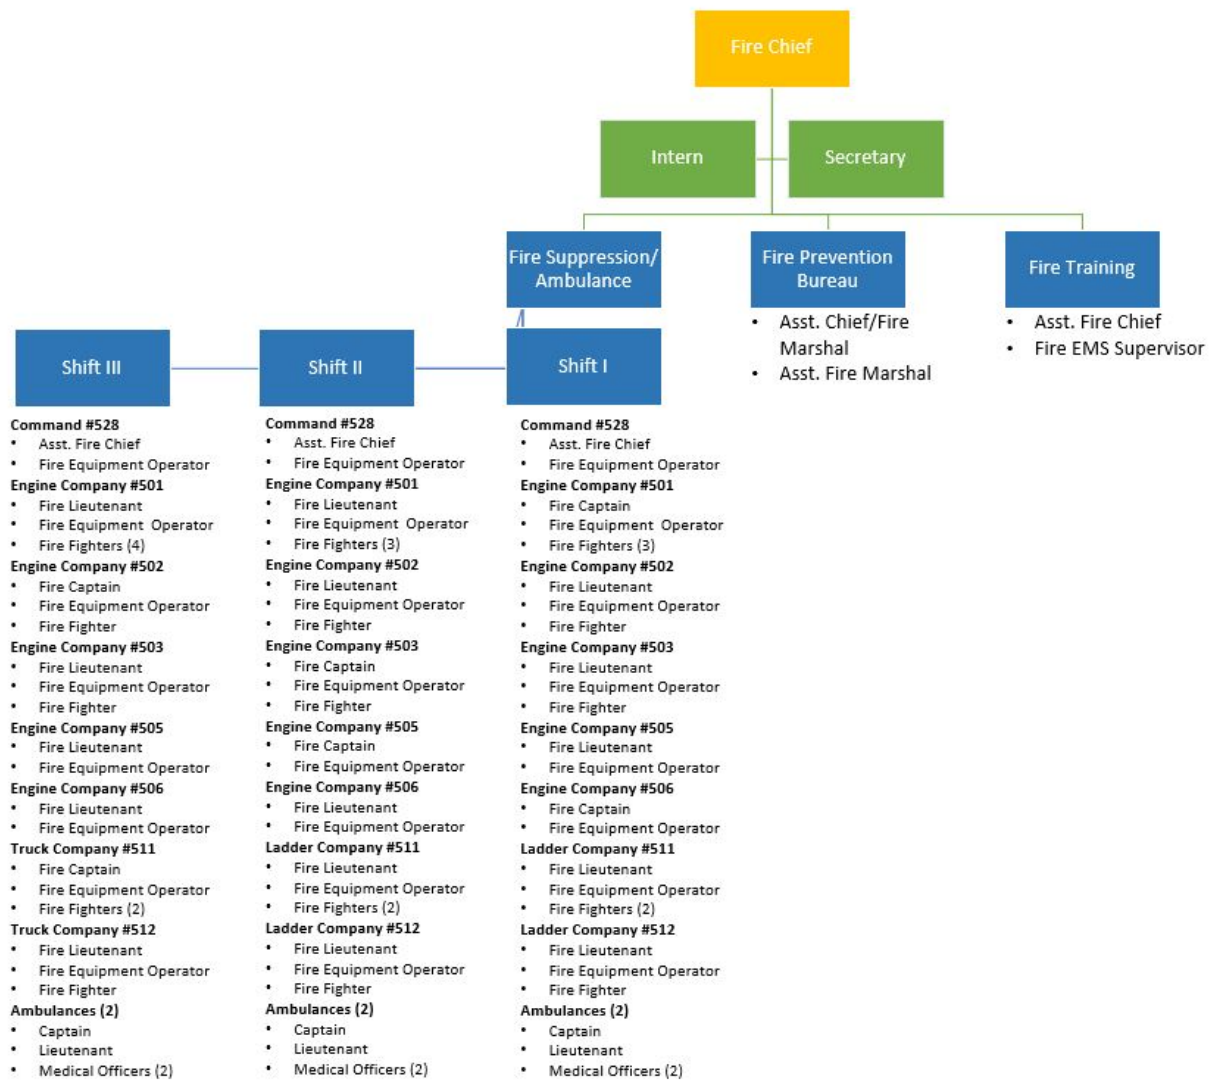 Fire Chief
Intern
Secretary
Fire Suppression/
Ambulance
Fire Prevention
Bureau
• Asst. Chief/Fire
Marshal
• Asst. Fire Marshal
Fire Training
• Asst. Fire Chief
• Fire EMS Supervisor
Shift III
Command #528
• Asst. Fire Chief
• Fire Equipment Operator
Engine Company #501
• Fire Lieutenant
• Fire Equipment Operator
• Fire Fighters (4)
Engine Company #502
• Fire Captain
• Fire Equipment Operator
• Fire Fighter
Engine Company #503
• Fire Lieutenant
• Fire Equipment Operator
• Fire Fighter
Engine Company #505
• Fire Lieutenant
• Fire Equipment Operator
Engine Company #506
• Fire Lieutenant
• Fire Equipment Operator
Truck Company #511
• Fire Captain
• Fire Equipment Operator
• Fire Fighters (2)
Truck Company #512
• Fire Lieutenant
• Fire Equipment Operator
• Fire Fighter
Ambulances (2)
• Captain
• Lieutenant
• Medical Officers (2)
Shift II
Command #528
• Asst. Fire Chief
• Fire Equipment Operator
Engine Company #501
• Fire Lieutenant
• Fire Equipment Operator
• Fire Fighters (3)
Engine Company #502
• Fire Lieutenant
• Fire Equipment Operator
• Fire Fighter
Engine Company #503
• Fire Captain
• Fire Equipment Operator
• Fire Fighter
Engine Company #505
• Fire Captain
• Fire Equipment Operator
Engine Company #506
• Fire Lieutenant
• Fire Equipment Operator
Ladder Company #511
• Fire Lieutenant
• Fire Equipment Operator
• Fire Fighters (2)
Ladder Company #512
• Fire Lieutenant
• Fire Equipment Operator
• Fire Fighter
Ambulances (2)
• Captain
• Lieutenant
• Medical Officers (2)
Shift I
Command #528
• Asst. Fire Chief
• Fire Equipment Operator
Engine Company #501
• Fire Captain
• Fire Equipment Operator
• Fire Fighters (3)
Engine Company #502
• Fire Lieutenant
• Fire Equipment Operator
• Fire Fighter
Engine Company #503
• Fire Lieutenant
• Fire Equipment Operator
• Fire Fighter
Engine Company #505
• Fire Lieutenant
• Fire Equipment Operator
Engine Company #506
• Fire Captain
• Fire Equipment Operator
Ladder Company #511
• Fire Lieutenant
• Fire Equipment Operator
• Fire Fighters (2)
Ladder Company #512
• Fire Lieutenant
• Fire Equipment Operator
• Fire Fighter
Ambulances (2)
• Captain
• Lieutenant
• Medical Officers (2)